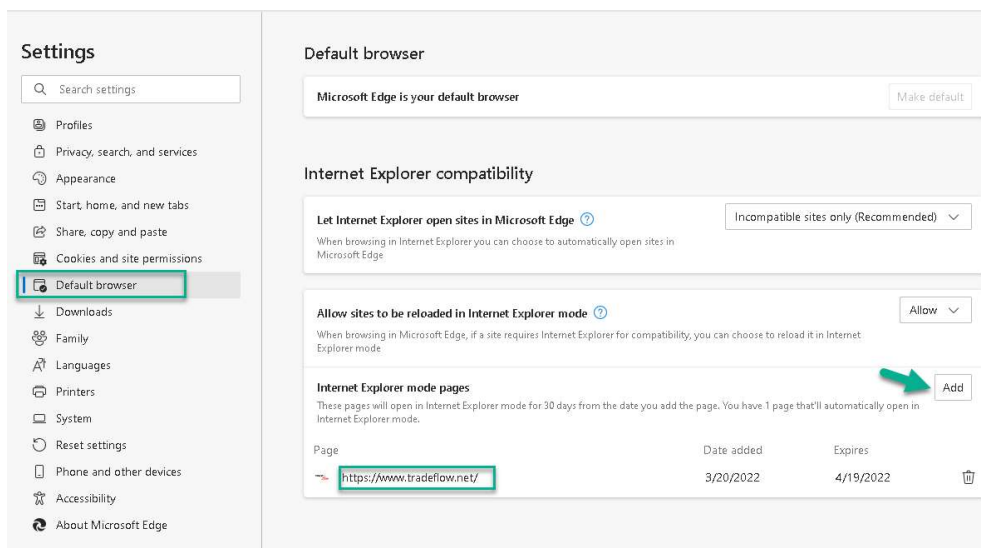 Settings
Search settings
Profiles
Privacy, search, and services
Appearance
Start, home, and new tabs
Share, copy and paste
Cookies and site permissions
Default browser
Downloads
Family
Languages
Printers
System
Reset settings
Phone and other devices
Accessibility
About Microsoft Edge
Default browser
Microsoft Edge is your default browser
Make default
Internet Explorer compatibility
Let Internet Explorer open sites in Microsoft Edge
Incompatible sites only (Recommended)
When browsing in Internet Explorer you can choose to automatically open sites in
Microsoft Edge
Allow sites to be reloaded in Internet Explorer mode
Allow
When browsing in Microsoft Edge, if a site requires Internet Explorer for compatibility, you can choose to reload it in Internet
Explorer mode
Internet Explorer mode pages
Add
These pages will open in Internet Explorer mode for 30 days from the date you add the page. You have 1 page that'll automatically open in
Internet Explorer mode.
Page Date added Expires
https://www.tradeflow.net/ 3/20/2022 4/19/2022